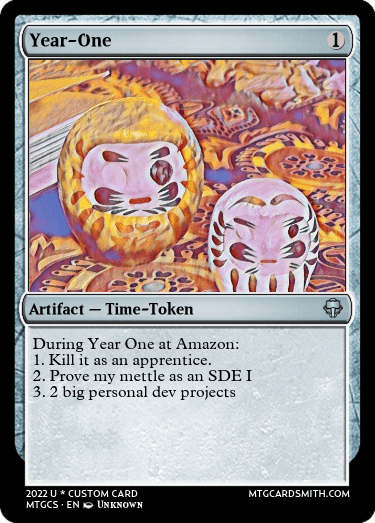 Year-One 1
Artifact — Time-Token
During Year One at Amazon:
1. Kill it as an apprentice.
2. Prove my mettle as an SDE I
3. 2 big personal dev projects
2022 U * CUSTOM CARD MTGCARDSMITH.COM
MTGCS · EN UNKNOWN